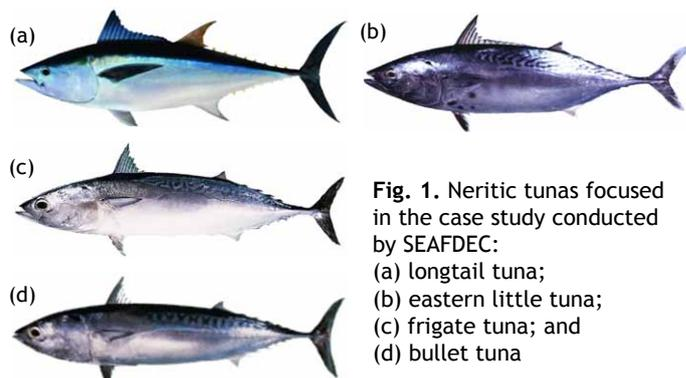 (a)
(b)
(c)
(d)
Fig. 1. Neritic tunas focused
in the case study conducted
by SEAFDEC:
(a) longtail tuna;
(b) eastern little tuna;
(c) frigate tuna; and
(d) bullet tuna